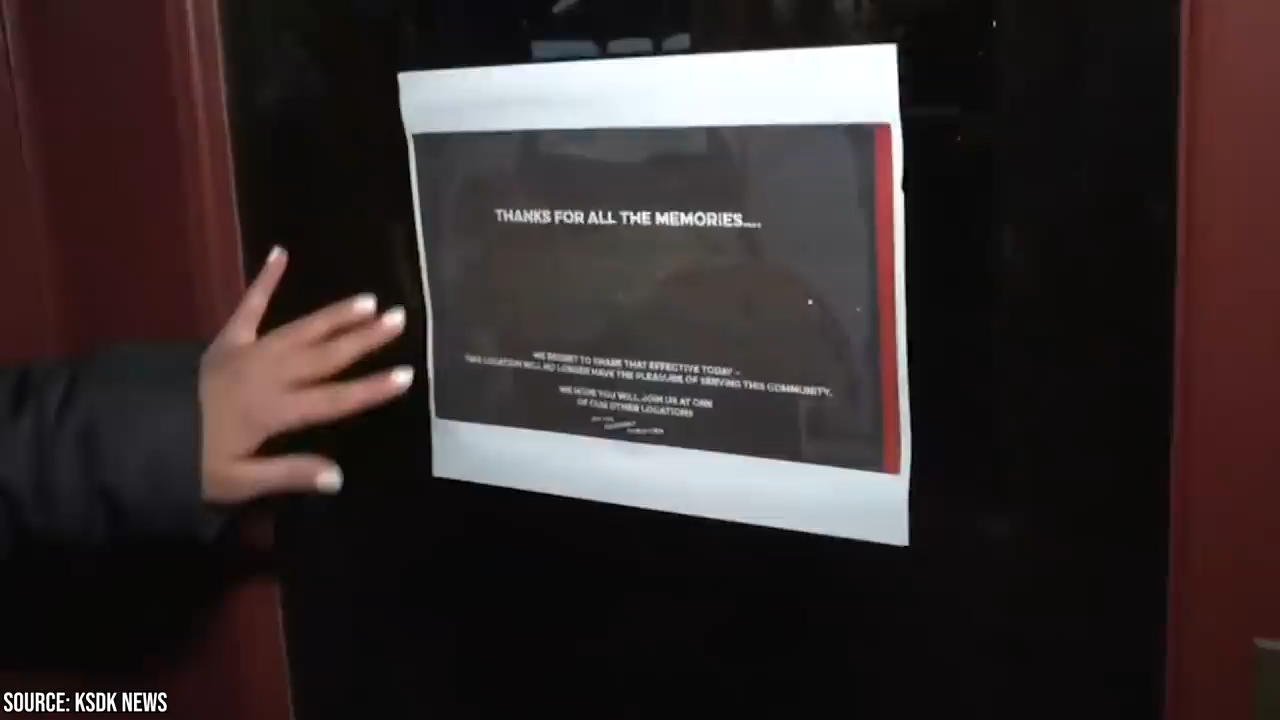 THANKS FOR ALL THE MEMORIES....
WE REGRET TO SHARE THAT EFFECTIVE TODAY -
THIS LOCATION WILL NO LONGER HAVE THE PLEASURE OF SERVING THIS COMMUNITY.
WE HOPE YOU WILL JOIN US AT ONE
OF OUR OTHER LOCATIONS
SOURCE: KSDK NEWS